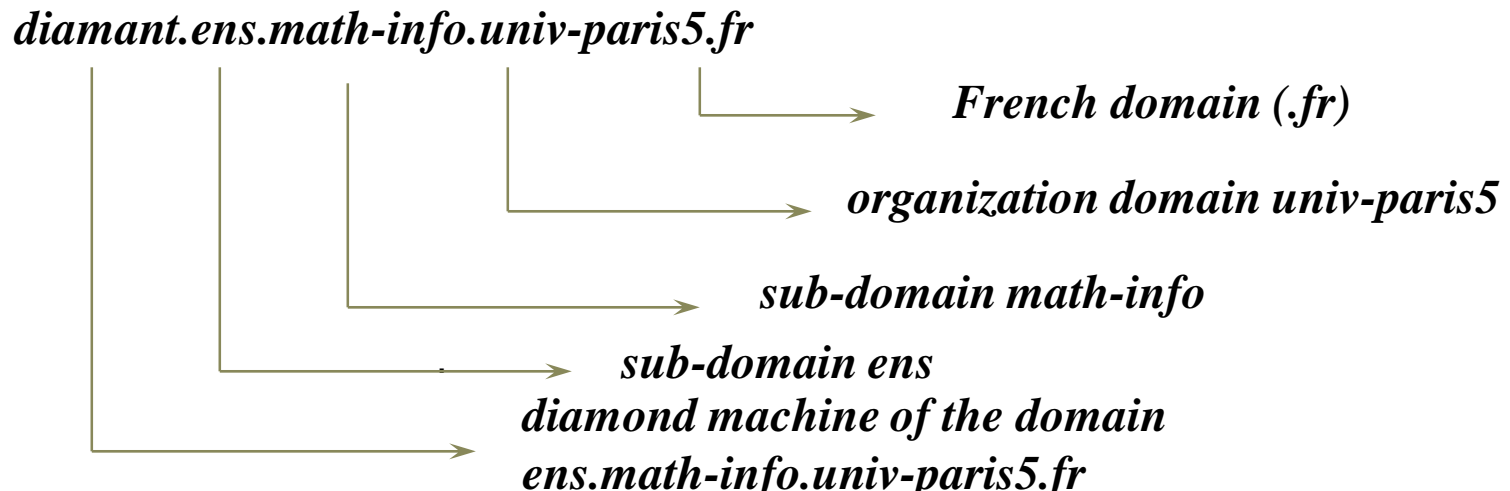 diamant.ens.math-info.univ-paris5.fr
French domain (.fr)
organization domain univ-paris5
sub-domain math-info
sub-domain ens
diamond machine of the domain
ens.math-info.univ-paris5.fr